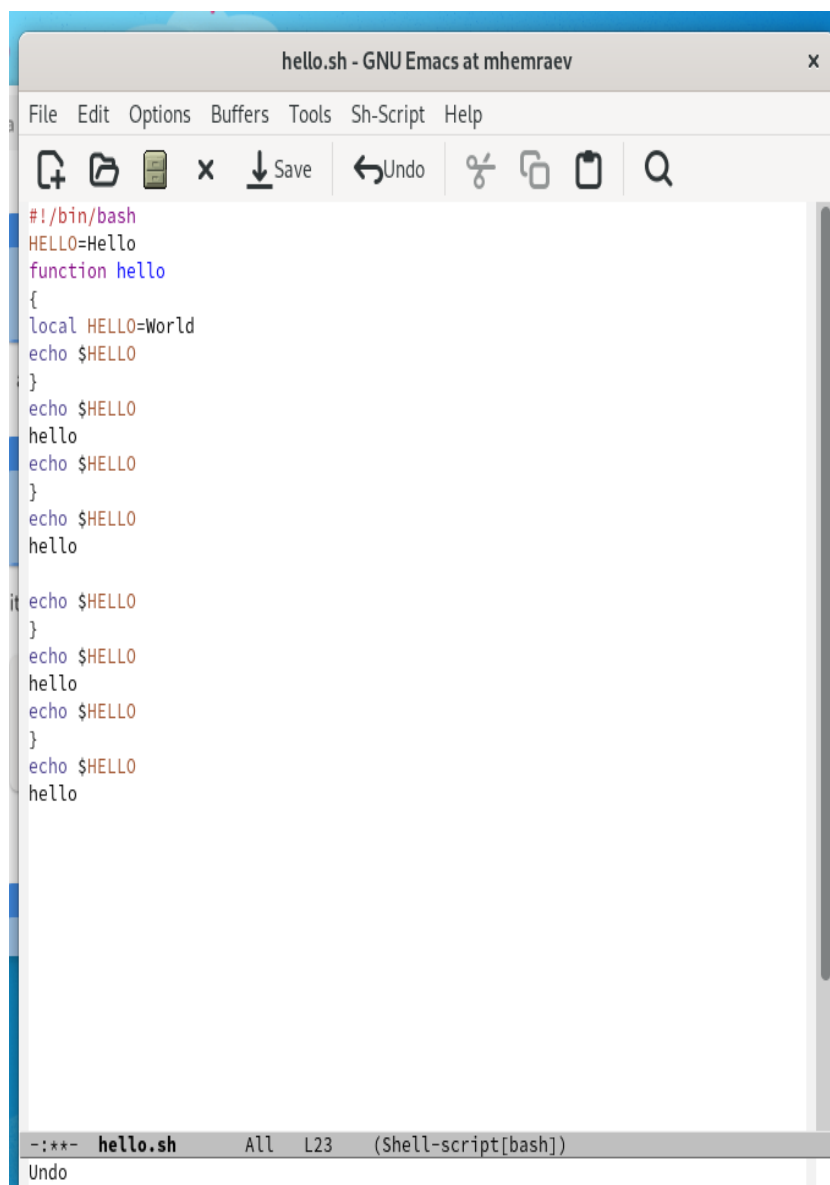 hello.sh - GNU Emacs at mhemraev x
File Edit Options Buffers Tools Sh-Script Help
Save Undo
#!/bin/bash
HELLO=Hello
function hello
{
local HELLO=World
echo $HELLO
}
echo $HELLO
hello
echo $HELLO
}
echo $HELLO
hello
echo $HELLO
}
echo $HELLO
hello
echo $HELLO
}
echo $HELLO
hello
-:**- hello.sh All L23 (Shell-script[bash])
Undo